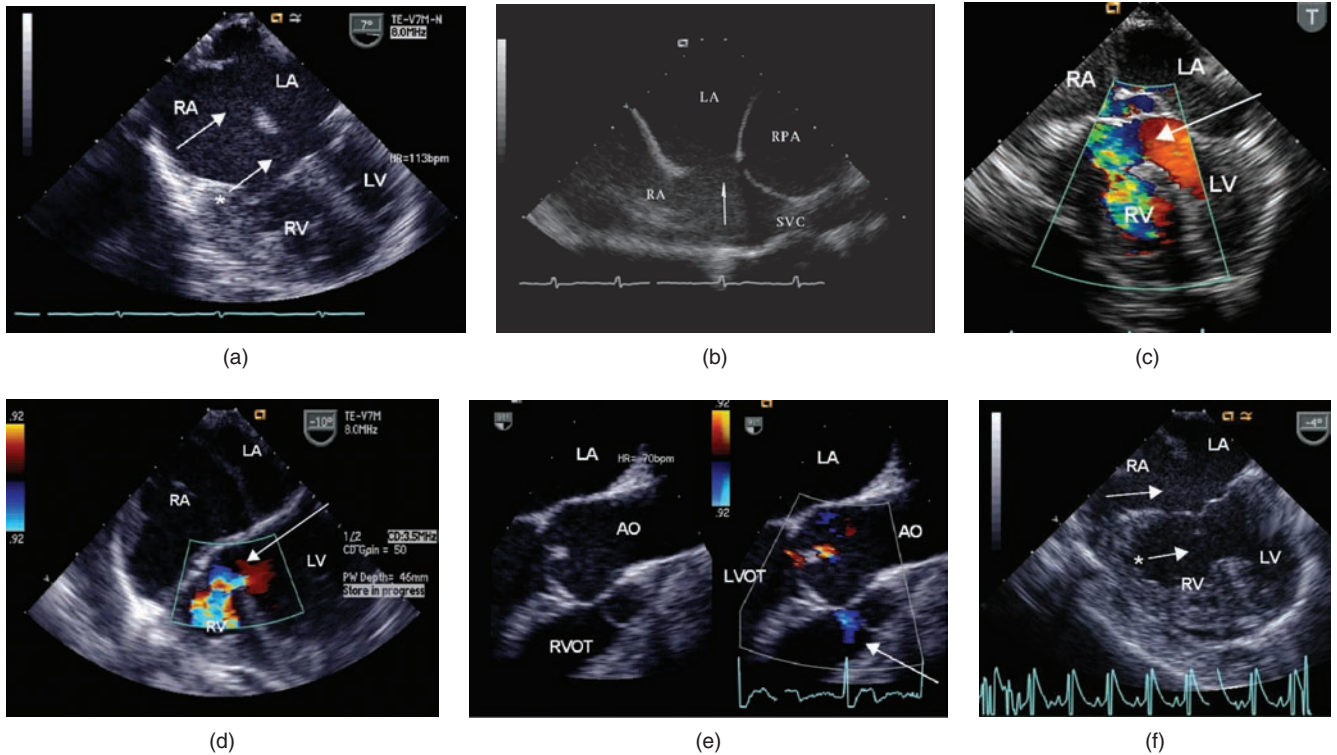 7°
TE-V7M-N
8.0MHz
LA
RA
HR=113bpm
LV
*
RV
(a)
LA
RPA
RA
SVC
(b)
T
RA
LA
LV
RV
(c)
.92
.92
-10°
TE-V7M
8.0MHz
LA
RA
1/2 CD:3.5MHz
CD Gain = 50
LV
PW Depth= 46mm
Store in progress
RV
(d)
LA
HR=-70bpm
AO
RVOT
.92
.92
LA
AO
LVOT
(e)
-4°
LA
RA
*
LV
RV
(f)